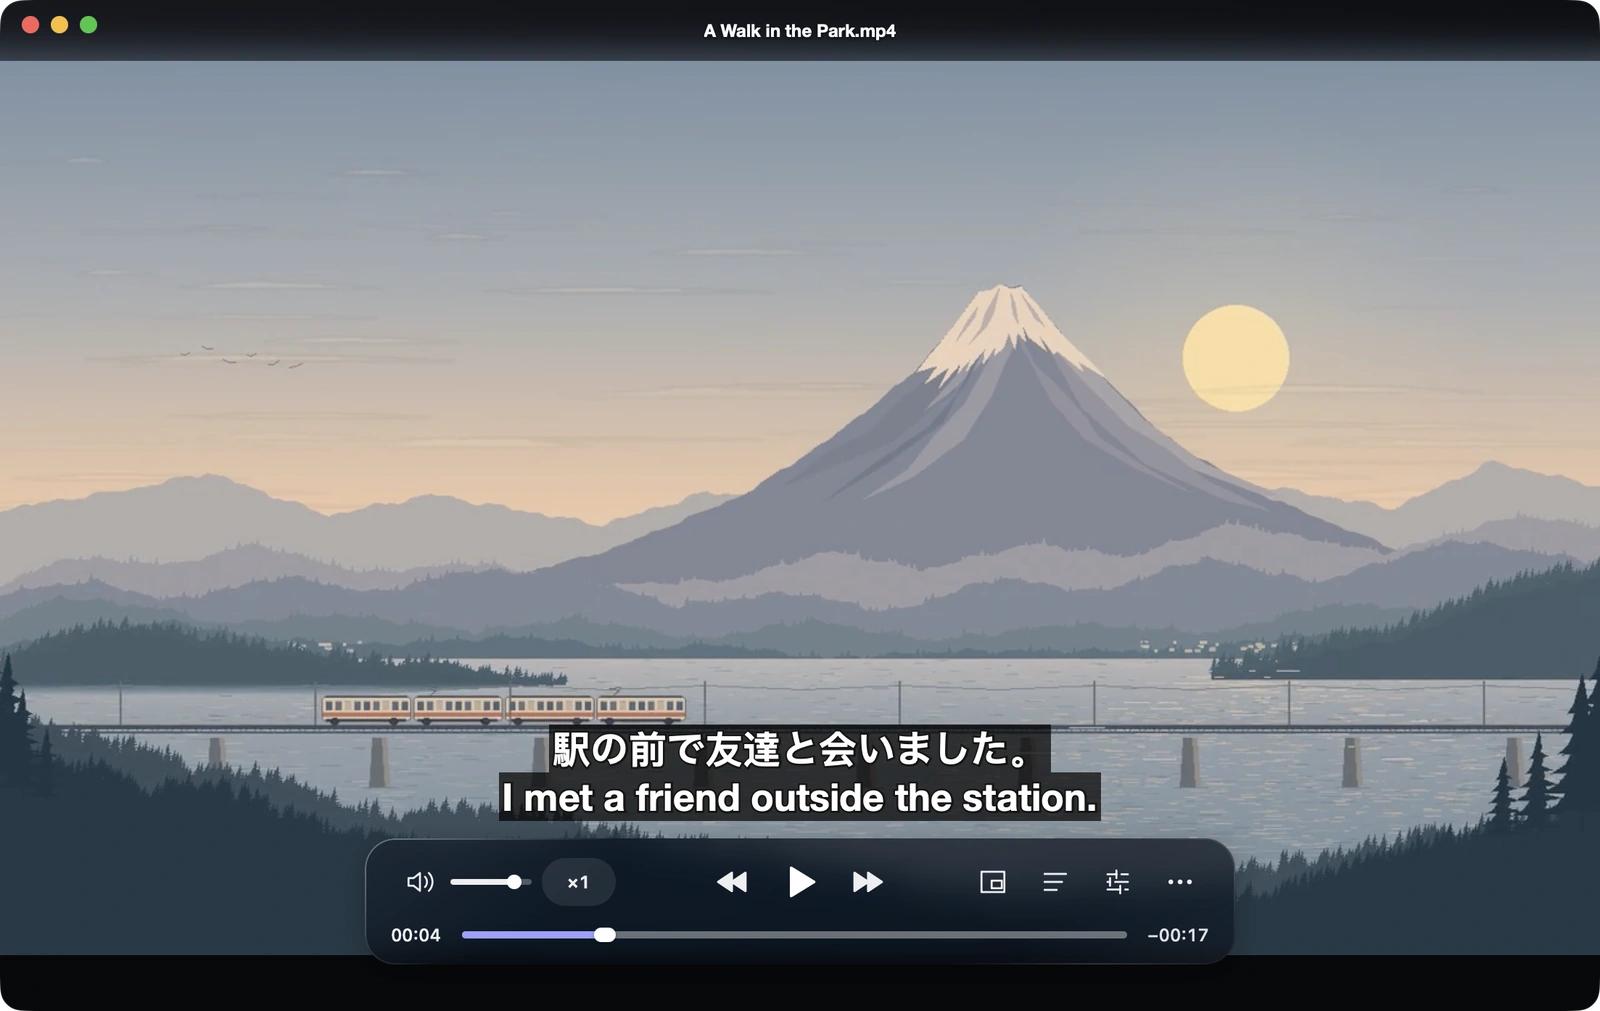 A Walk in the Park.mp4
駅の前で友達と会いました。
I met a friend outside the station.
×1
00:04
−00:17